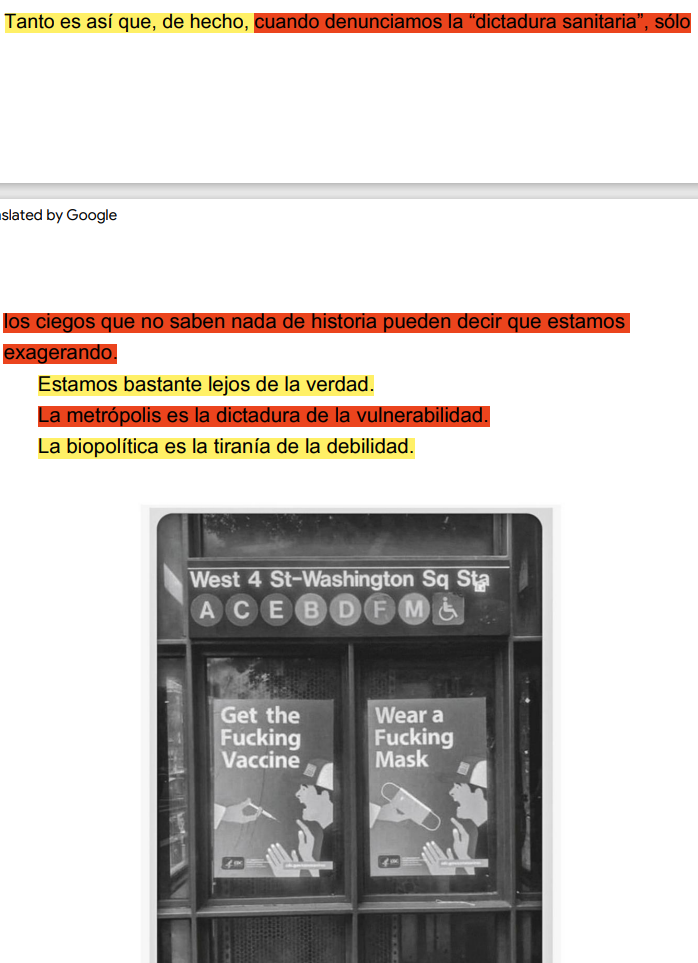 Tanto es así que, de hecho, cuando denunciamos la “dictadura sanitaria”, sólo
slated by Google
los ciegos que no saben nada de historia pueden decir que estamos
exagerando.
Estamos bastante lejos de la verdad.
La metrópolis es la dictadura de la vulnerabilidad.
La biopolítica es la tiranía de la debilidad.
West 4 St-Washington Sq Sta
A C E B D F M
Get the
Fucking
Vaccine
Wear a
Fucking
Mask
CDC
CDC